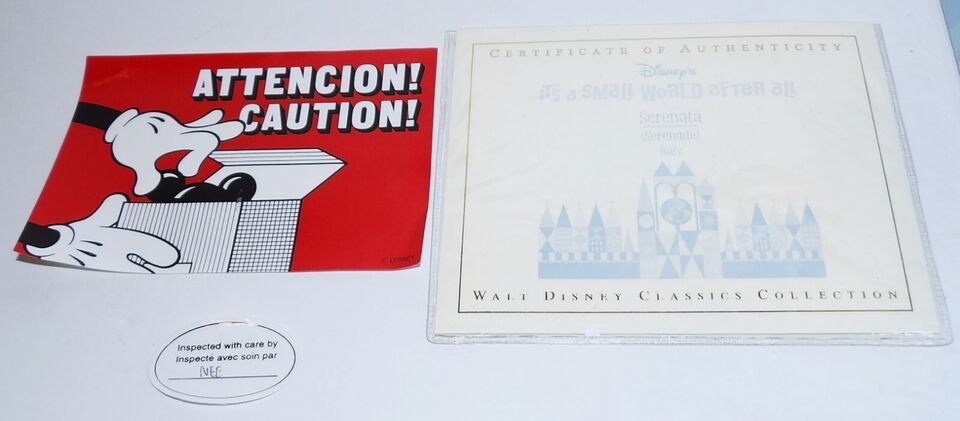 ATTENCION!
CAUTION!
© DISNEY
Inspected with care by
Inspecté avec soin par
NEE
CERTIFICATE OF AUTHENTICITY
Disney's
it's a small world after all
Serenata
(Serenade)
Italy
WALT DISNEY CLASSICS COLLECTION